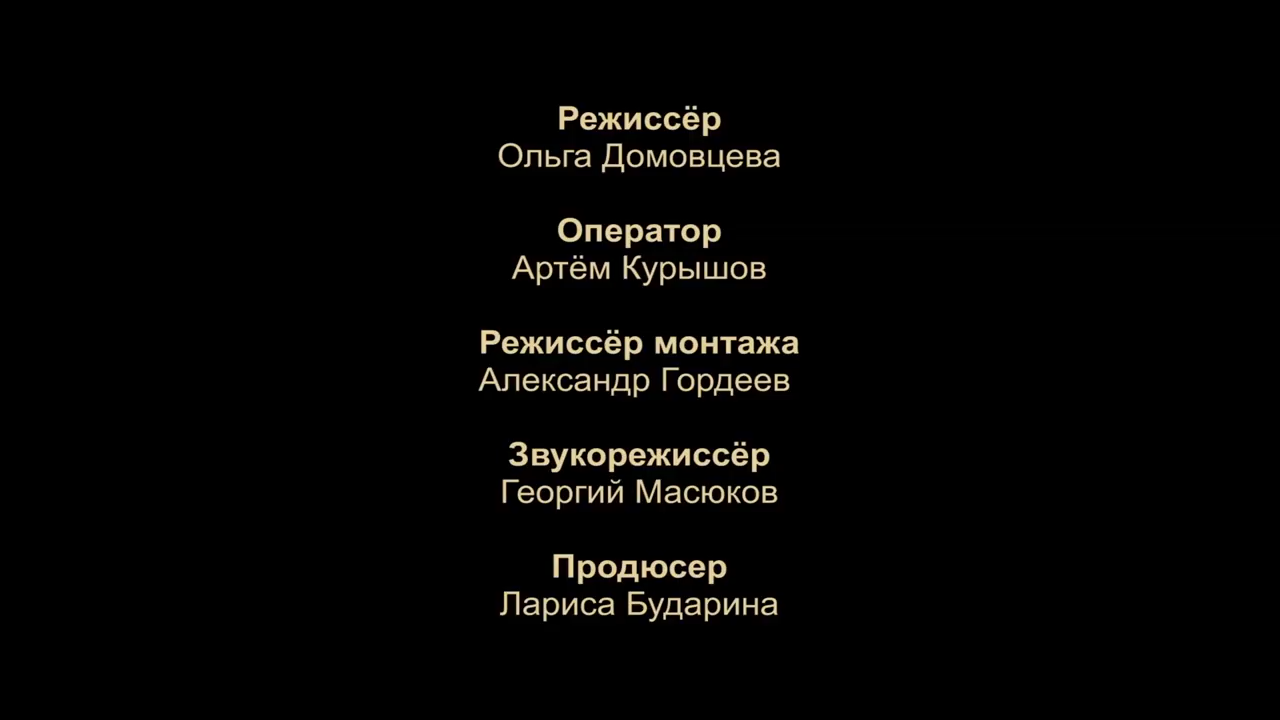 Режиссёр
Ольга Домовцева
Оператор
Артём Курышов
Режиссёр монтажа
Александр Гордеев
Звукорежиссёр
Георгий Масюков
Продюсер
Лариса Бударина